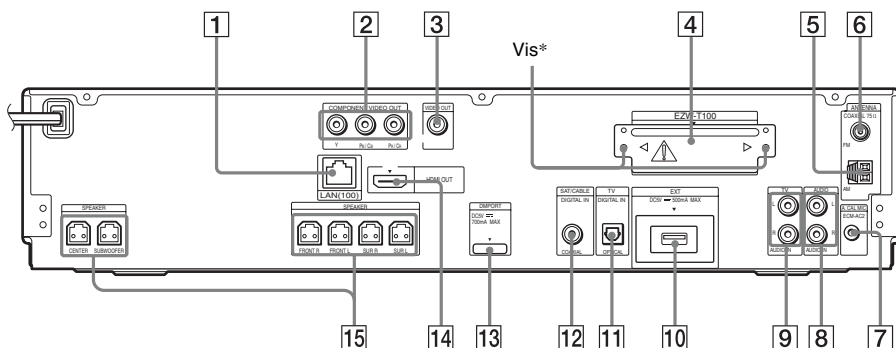 1
2
3
Vis*
4
5
6
COMPONENT VIDEO OUT
Y
PB/CB
PR/CR
VIDEO OUT
EZW-T100
ANTENNA
COAXIAL 75Ω
FM
AM
LAN(100)
HDMI OUT
SPEAKER
CENTER
SUBWOOFER
SPEAKER
FRONT R
FRONT L
SUR R
SUR L
DMPORT
DC5V
700mA MAX
SAT/CABLE
DIGITAL IN
COAXIAL
TV
DIGITAL IN
OPTICAL
EXT
DC5V 500mA MAX
TV
L
R
AUDIO IN
AUDIO
L
R
AUDIO IN
A.CAL MIC
ECM-AC2
15
14
13
12
11
10
9
8
7